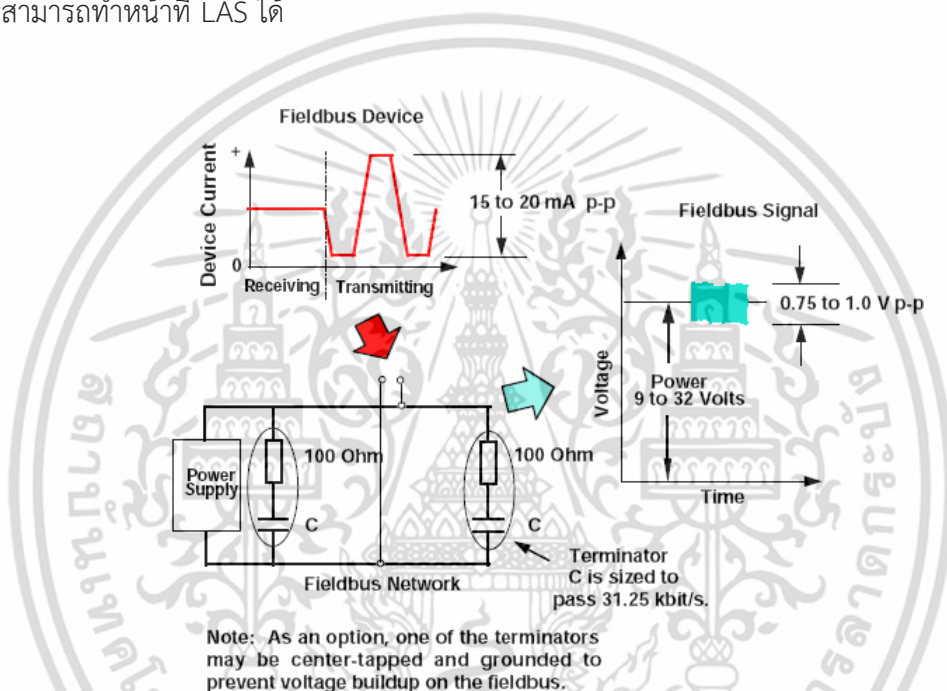 สามารถทำหน้าที่ LAS ได้
Fieldbus Device
Device Current
+
0
Receiving
Transmitting
15 to 20 mA p-p
Fieldbus Signal
Voltage
0.75 to 1.0 V p-p
Power
9 to 32 Volts
Time
Power
Supply
100 Ohm
C
100 Ohm
C
Fieldbus Network
Terminator
C is sized to
pass 31.25 kbit/s.
Note: As an option, one of the terminators
may be center-tapped and grounded to
prevent voltage buildup on the fieldbus.